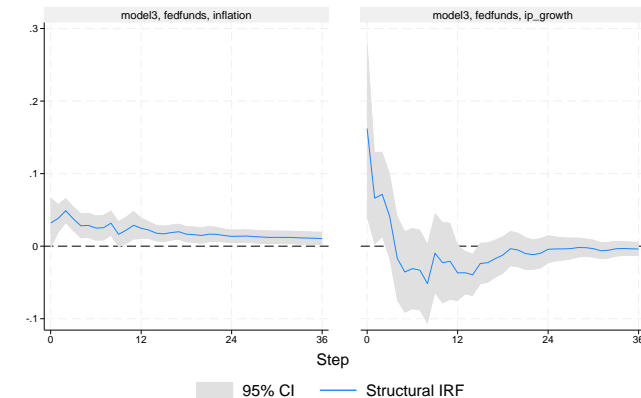 model3, fedfunds, inflation
model3, fedfunds, ip_growth
.3
.2
.1
0
-.1
0 12 24 36
0 12 24 36
Step
95% CI Structural IRF